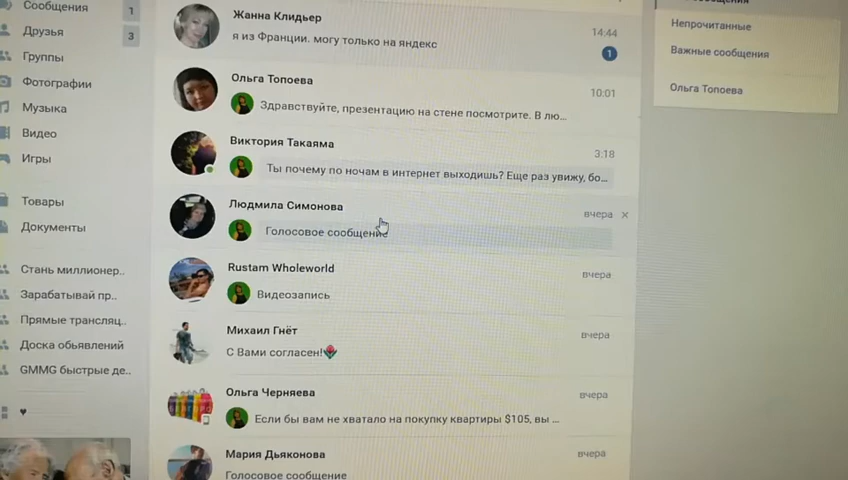 Сообщения
1
Друзья
3
Группы
Фотографии
Музыка
Видео
Игры
Товары
Документы
Стань миллионер..
Зарабатывай пр..
Прямые трансляц..
Доска обьявлений
GMMG быстрые де..
Жанна Клидьер
14:44
я из Франции. могу только на яндекс
1
Ольга Топоева
10:01
Здравствуйте, презентацию на стене посмотрите. В лю...
Виктория Такаяма
3:18
Ты почему по ночам в интернет выходишь? Еще раз увижу, бо...
Людмила Симонова
вчера
Голосовое сообщение
Rustam Wholeworld
вчера
Видеозапись
Михаил Гнёт
вчера
С Вами согласен!
Ольга Черняева
вчера
Если бы вам не хватало на покупку квартиры $105, вы ...
Мария Дьяконова
вчера
Голосовое сообщение
Непрочитанные
Важные сообщения
Ольга Топоева